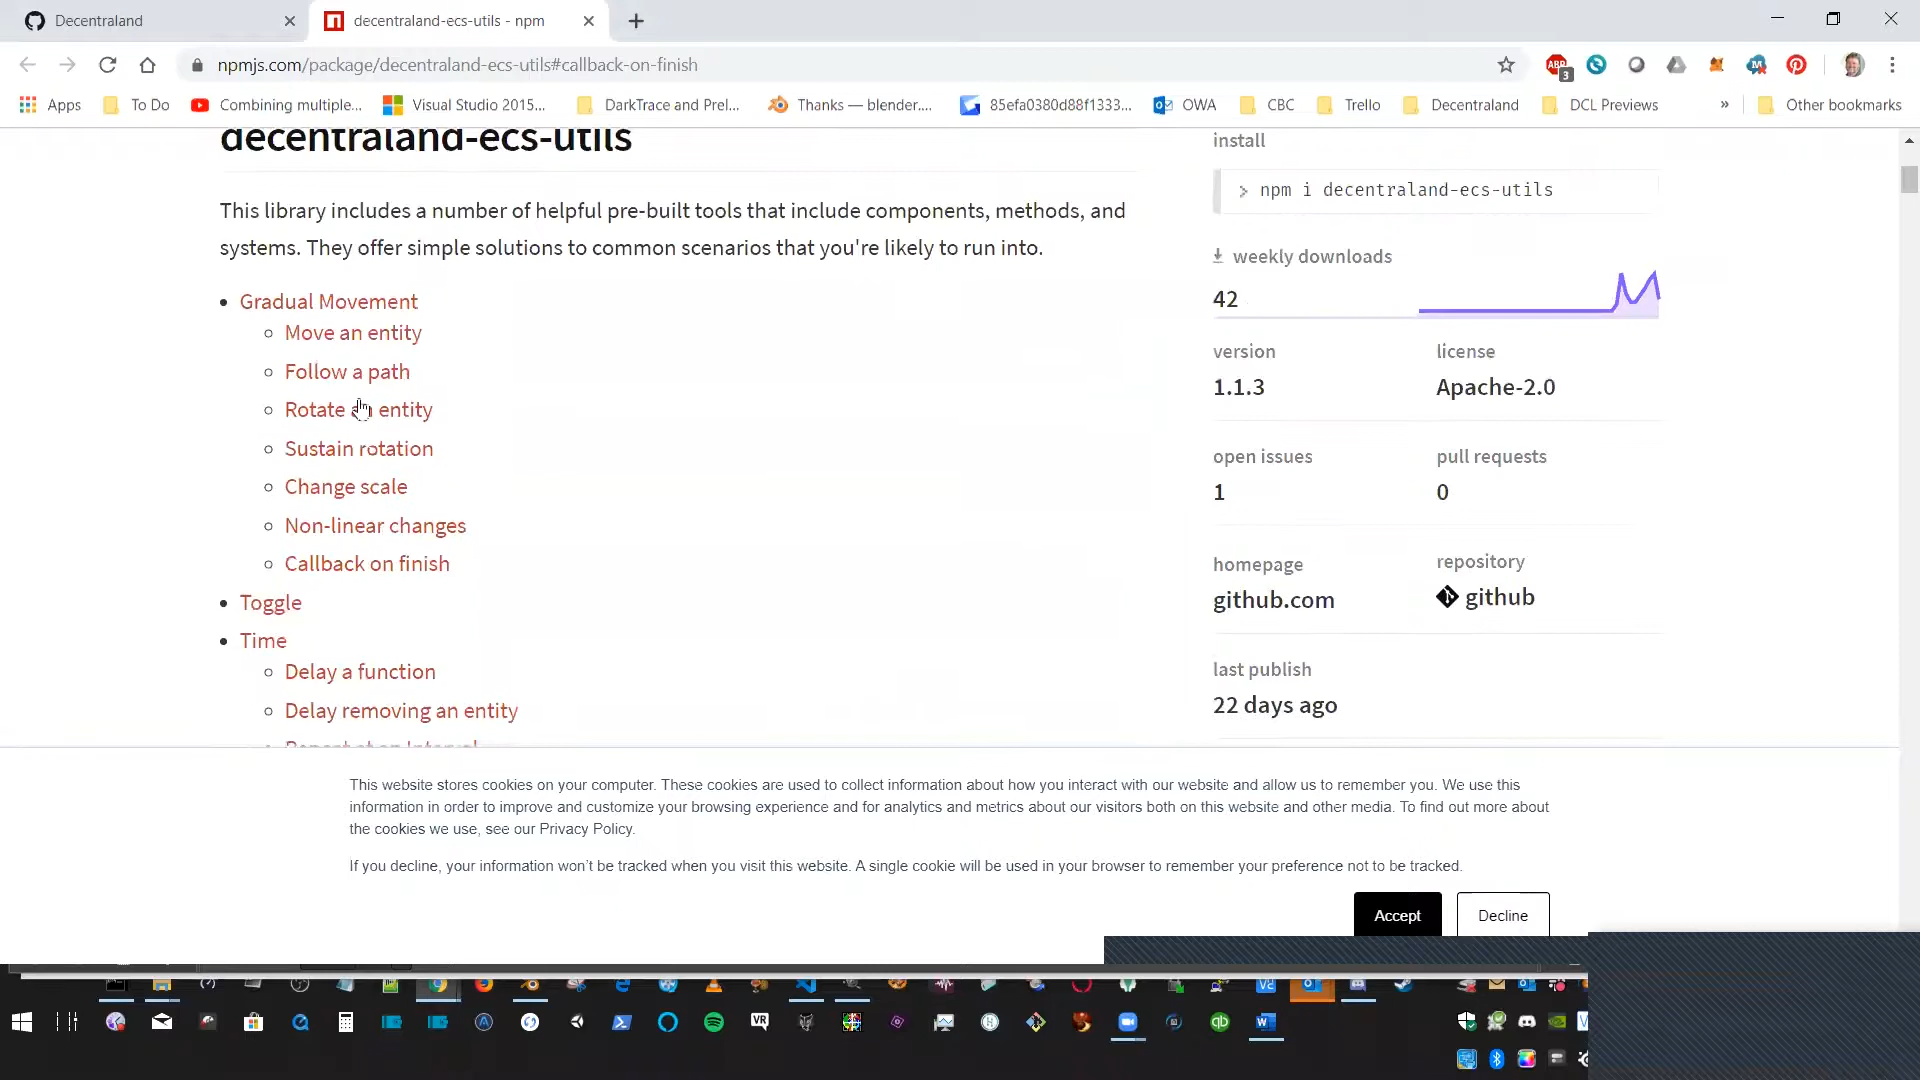 Decentraland
decentraland-ecs-utils - npm
npmjs.com/package/decentraland-ecs-utils#callback-on-finish
ABP
3
Apps
To Do
Combining multiple...
Visual Studio 2015...
DarkTrace and Prel...
Thanks — blender....
85efa0380d88f1333...
OWA
CBC
Trello
Decentraland
DCL Previews
»
Other bookmarks
decentraland-ecs-utils
This library includes a number of helpful pre-built tools that include components, methods, and
systems. They offer simple solutions to common scenarios that you're likely to run into.
Gradual Movement
Move an entity
Follow a path
Rotate an entity
Sustain rotation
Change scale
Non-linear changes
Callback on finish
Toggle
Time
Delay a function
Delay removing an entity
Repeat at an Interval
install
> npm i decentraland-ecs-utils
weekly downloads
42
version
1.1.3
license
Apache-2.0
open issues
1
pull requests
0
homepage
github.com
repository
github
last publish
22 days ago
This website stores cookies on your computer. These cookies are used to collect information about how you interact with our website and allow us to remember you. We use this
information in order to improve and customize your browsing experience and for analytics and metrics about our visitors both on this website and other media. To find out more about
the cookies we use, see our Privacy Policy.
If you decline, your information won't be tracked when you visit this website. A single cookie will be used in your browser to remember your preference not to be tracked.
Accept
Decline
VR
qb